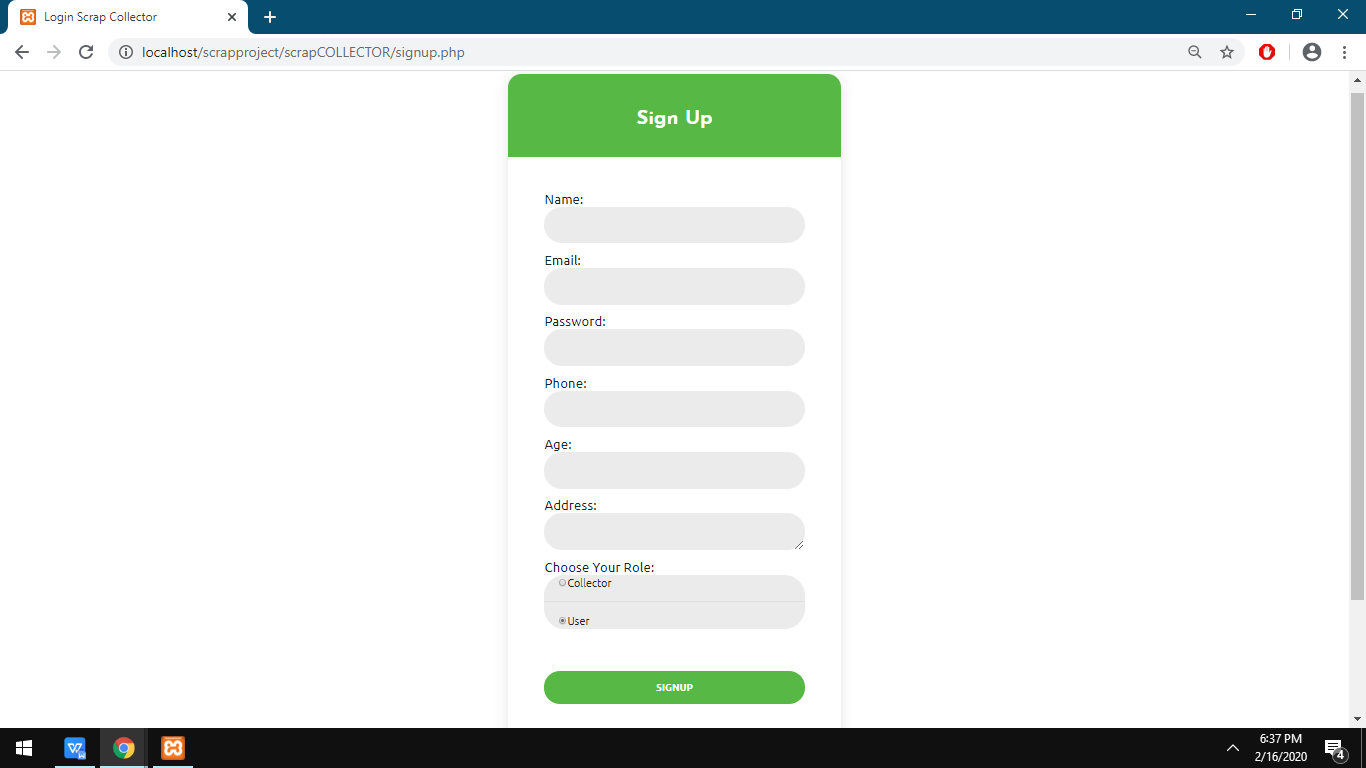 Login Scrap Collector
localhost/scrapproject/scrapCOLLECTOR/signup.php
Sign Up
Name:
Email:
Password:
Phone:
Age:
Address:
Choose Your Role:
Collector
User
SIGNUP
6:37 PM
2/16/2020
4